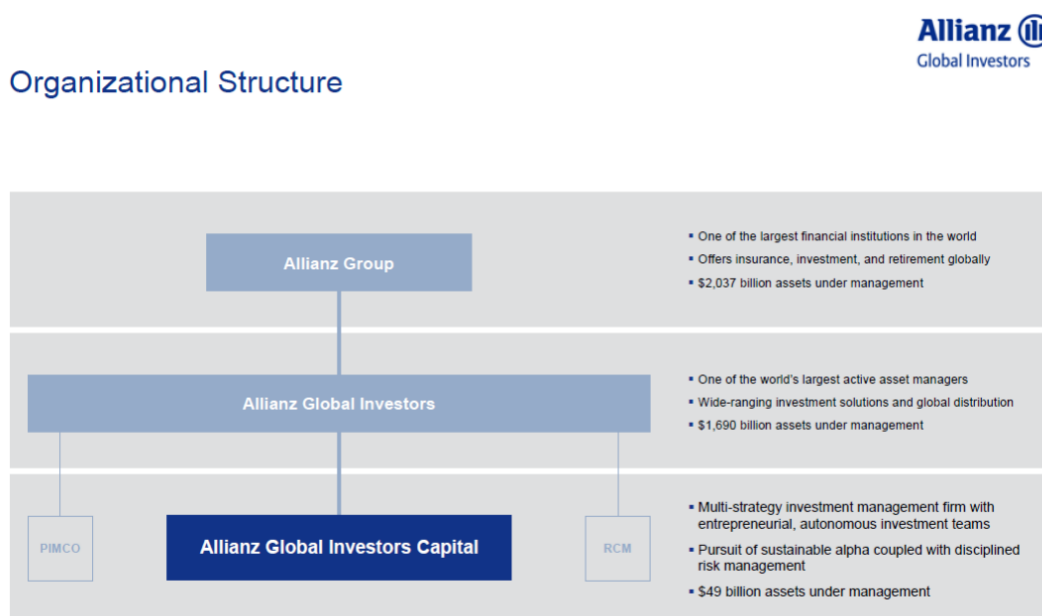 Allianz
Global Investors
Organizational Structure
Allianz Group
▪ One of the largest financial institutions in the world
▪ Offers insurance, investment, and retirement globally
▪ $2,037 billion assets under management
Allianz Global Investors
▪ One of the world's largest active asset managers
▪ Wide-ranging investment solutions and global distribution
▪ $1,690 billion assets under management
PIMCO
Allianz Global Investors Capital
RCM
▪ Multi-strategy investment management firm with
entrepreneurial, autonomous investment teams
▪ Pursuit of sustainable alpha coupled with disciplined
risk management
▪ $49 billion assets under management